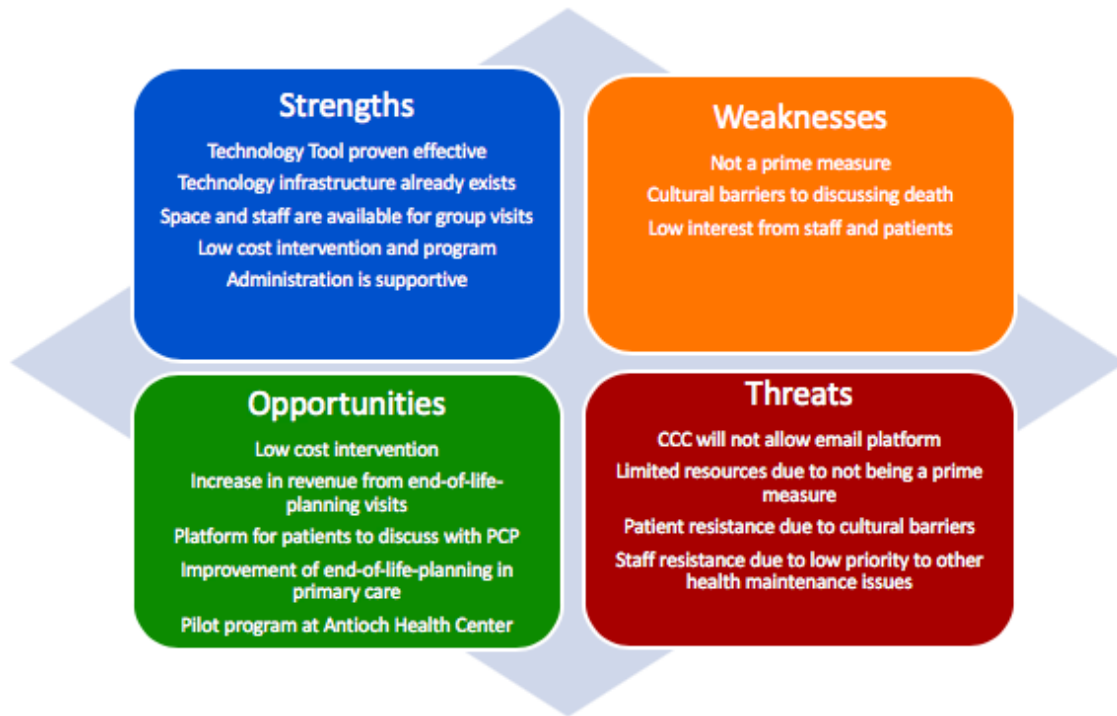 Strengths
Technology Tool proven effective
Technology infrastructure already exists
Space and staff are available for group visits
Low cost intervention and program
Administration is supportive
Weaknesses
Not a prime measure
Cultural barriers to discussing death
Low interest from staff and patients
Opportunities
Low cost intervention
Increase in revenue from end-of-life-
planning visits
Platform for patients to discuss with PCP
Improvement of end-of-life-planning in
primary care
Pilot program at Antioch Health Center
Threats
CCC will not allow email platform
Limited resources due to not being a prime
measure
Patient resistance due to cultural barriers
Staff resistance due to low priority to other
health maintenance issues